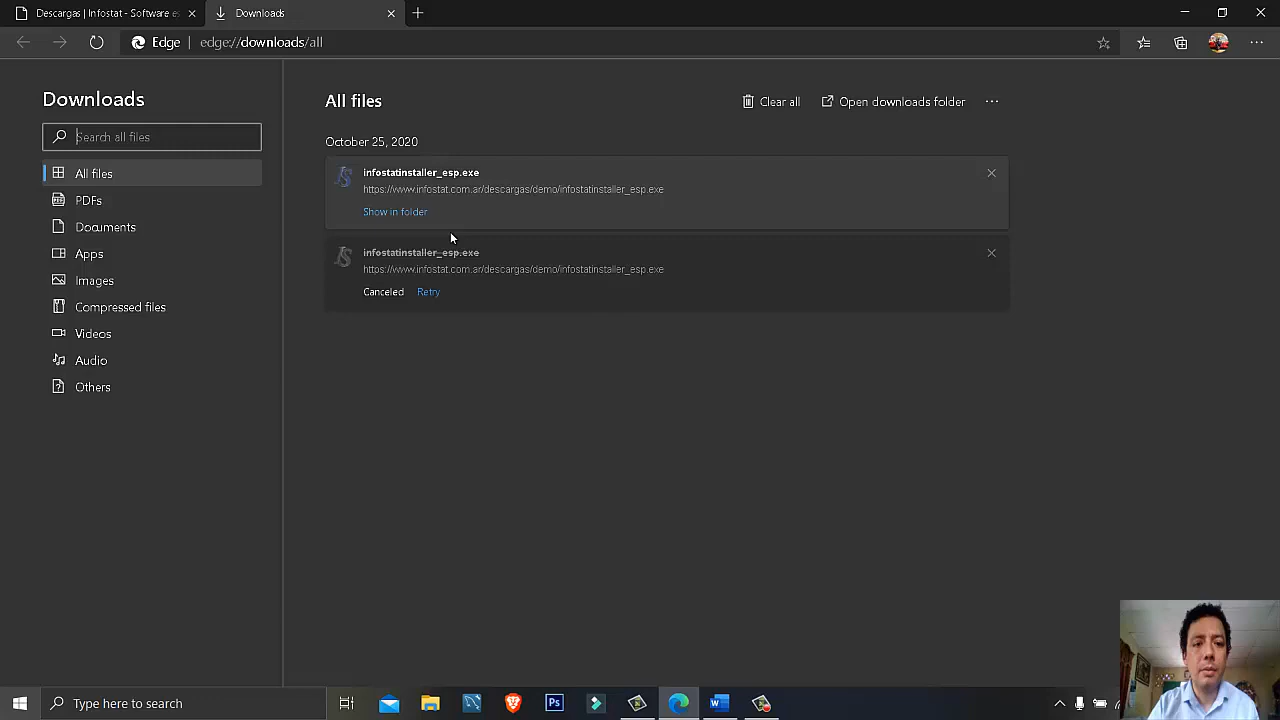 Descargas | Infostat - Software es
Downloads
Edge
edge://downloads/all
Downloads
Search all files
All files
PDFs
Documents
Apps
Images
Compressed files
Videos
Audio
Others
All files
Clear all
Open downloads folder
October 25, 2020
infostatinstaller_esp.exe
https://www.infostat.com.ar/descargas/demo/infostatinstaller_esp.exe
Show in folder
infostatinstaller_esp.exe
https://www.infostat.com.ar/descargas/demo/infostatinstaller_esp.exe
Canceled Retry
Type here to search
Ps
W